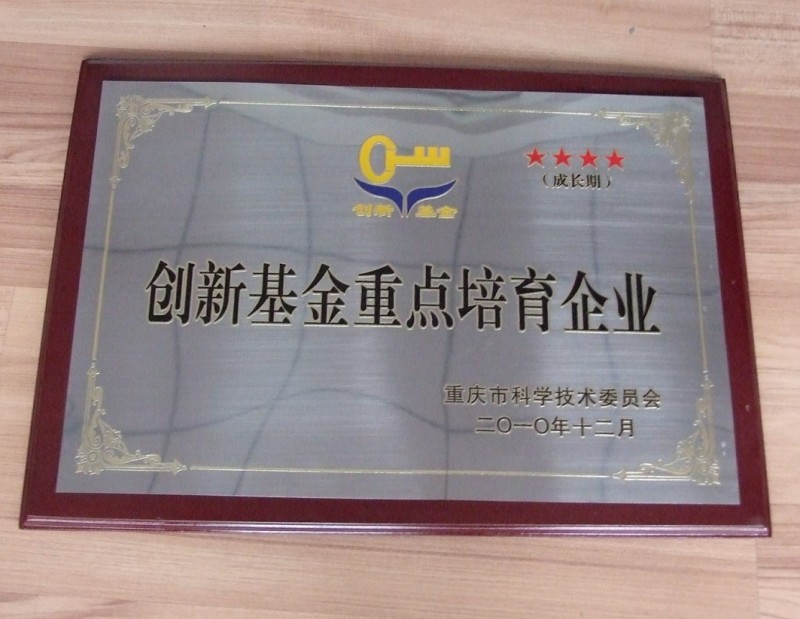 ★★★★
(成长期)
创新 基金
创新基金重点培育企业
重庆市科学技术委员会
二〇一〇年十二月